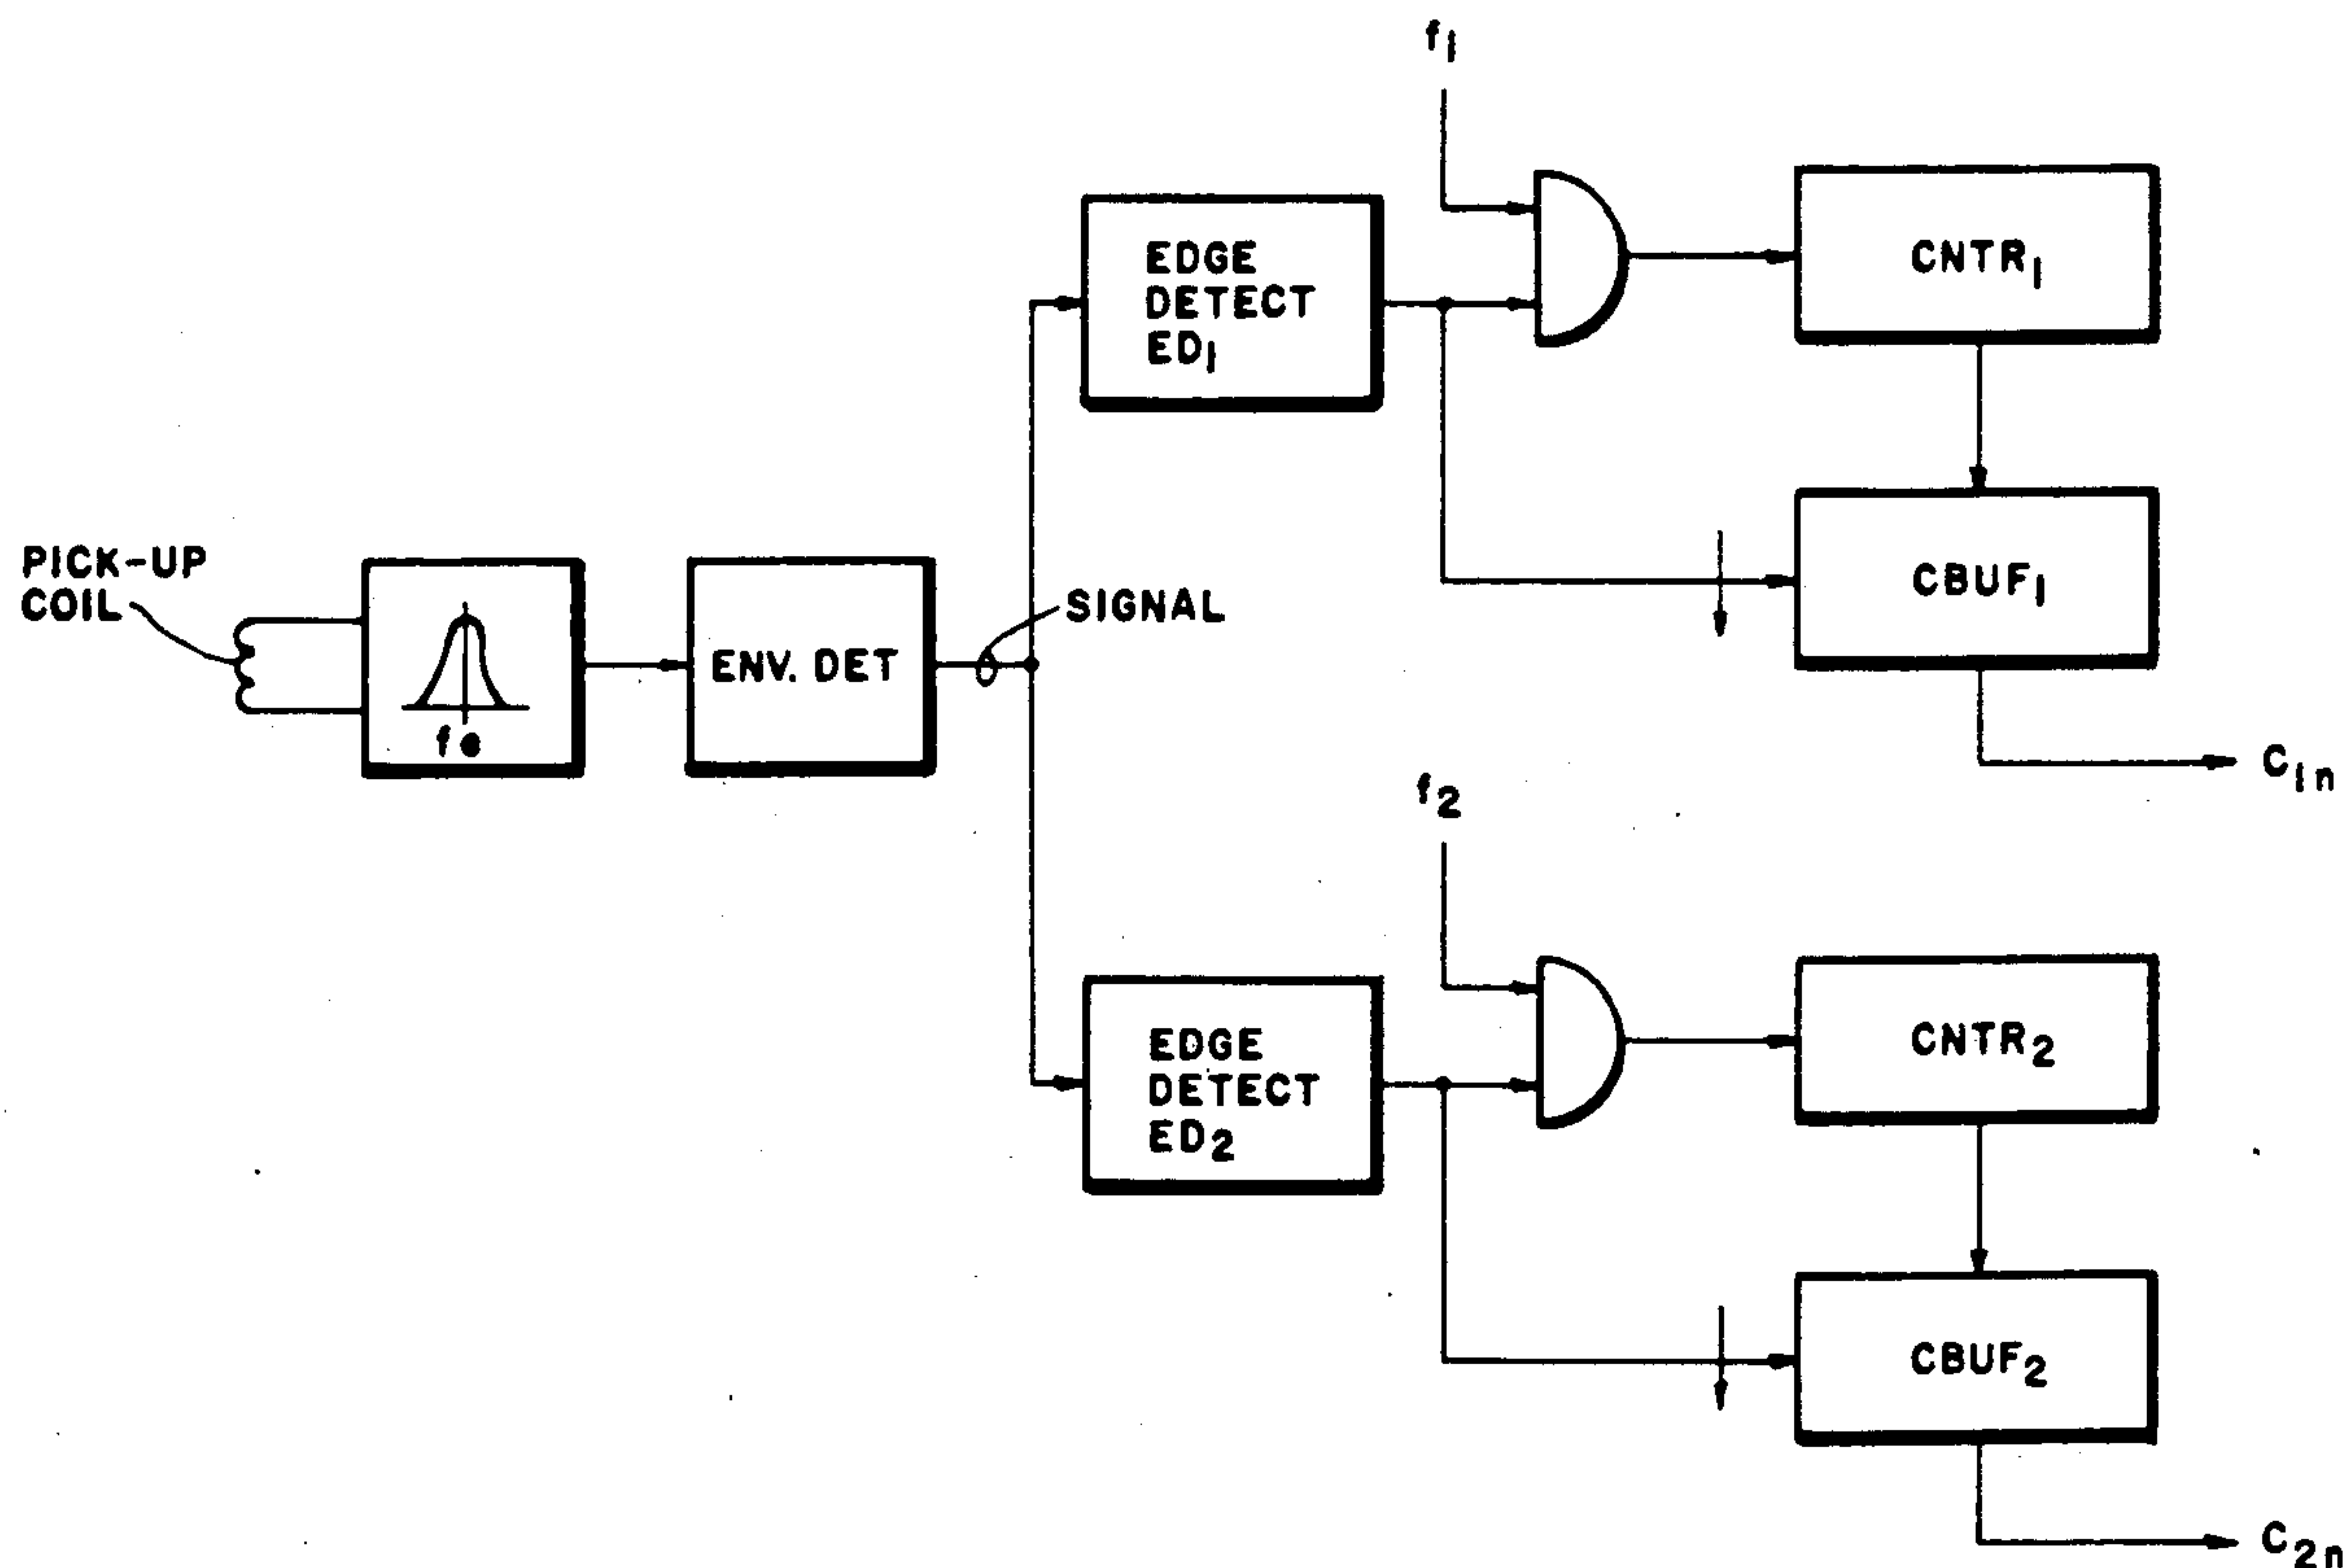 f₁
EDGE
DETECT
ED₁
CNTR₁
PICK-UP
COIL
fe
ENV. DET
SIGNAL
CBUF₁
C₁ₙ
f₂
EDGE
DETECT
ED₂
CNTR₂
CBUF₂
C₂ₙ